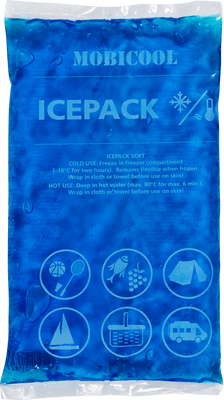 MOBICOOL
ICEPACK
ICEPACK SOFT
COLD USE: Freeze in freezer compartment
(-18°C for two hours). Remains flexible when frozen.
Wrap in cloth or towel before use on skin!
HOT USE: Deep in hot water (max. 80°C for max. 6 min.)
Wrap in cloth or towel before use on skin!